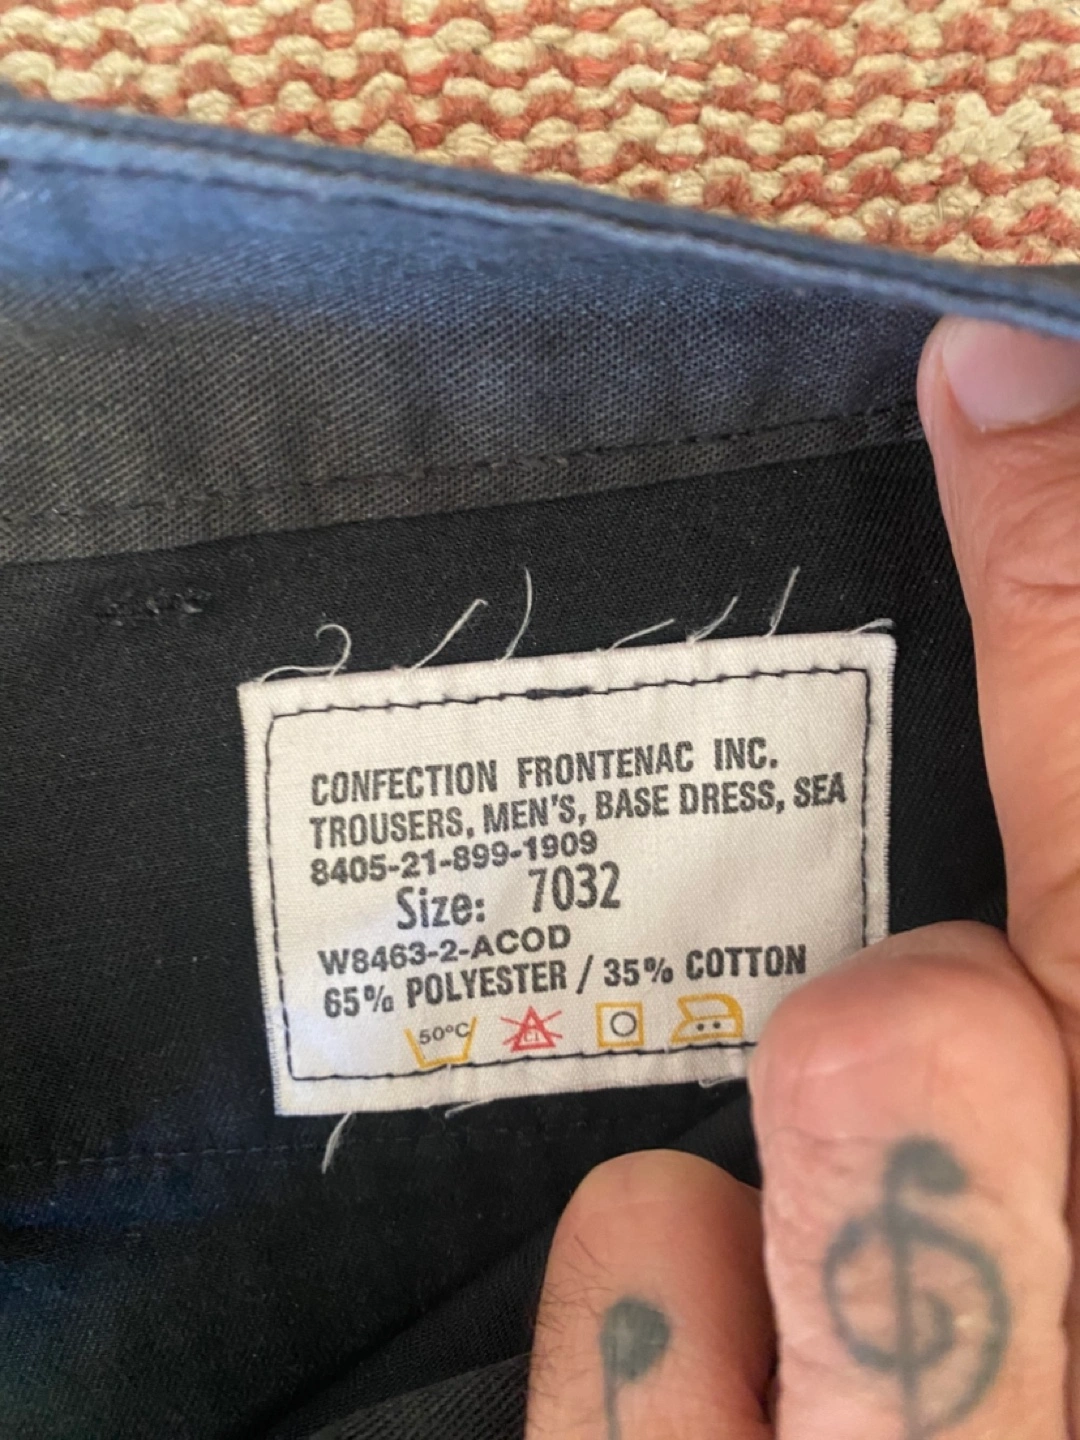 CONFECTION FRONTENAC INC.
TROUSERS, MEN'S, BASE DRESS, SEA
8405-21-899-1909
Size: 7032
W8463-2-ACOD
65% POLYESTER / 35% COTTON
50°C